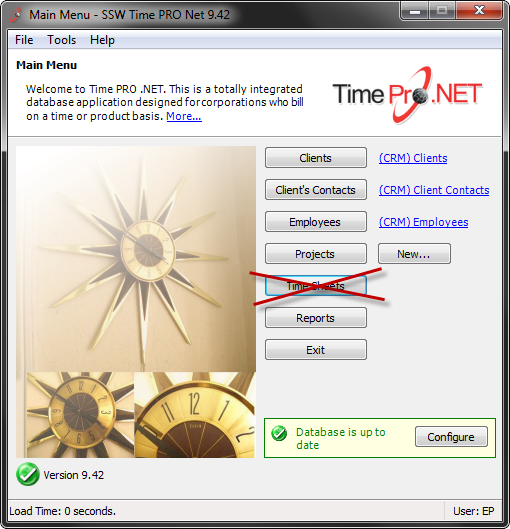 Main Menu - SSW Time PRO Net 9.42
File Tools Help
Main Menu
Welcome to Time PRO .NET. This is a totally integrated
database application designed for corporations who bill
on a time or product basis. More...
Time Pro.NET
Clients (CRM) Clients
Client's Contacts (CRM) Client Contacts
Employees (CRM) Employees
Projects New...
Time Sheets
Reports
Exit
Database is up to
date
Configure
Version 9.42
Load Time: 0 seconds. User: EP